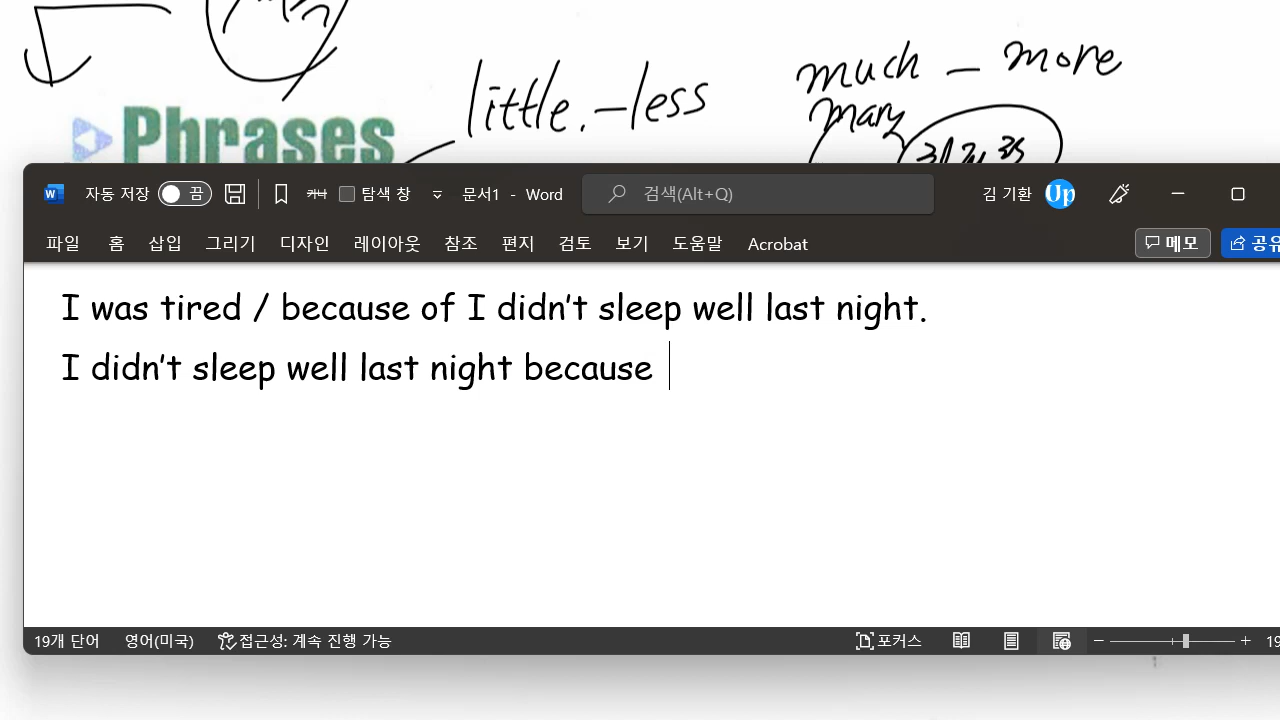 little. - less
much - more
many
Phrases
자동 저장 끔 가나 탐색 창 문서1 - Word 검색(Alt+Q) 김 기환 Up
파일 홈 삽입 그리기 디자인 레이아웃 참조 편지 검토 보기 도움말 Acrobat 메모
I was tired / because of I didn't sleep well last night.
I didn't sleep well last night because
19개 단어 영어(미국) 접근성: 계속 진행 가능 포커스